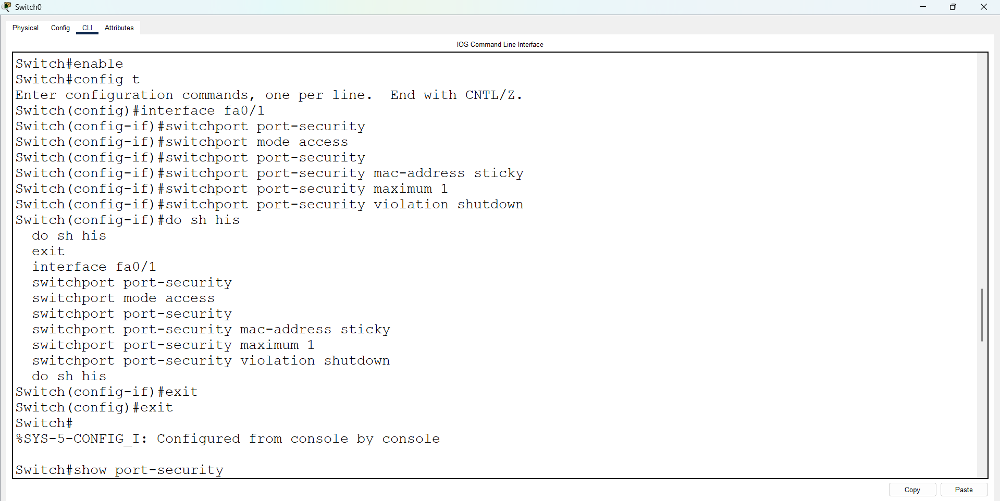 Switch0
Physical Config CLI Attributes
IOS Command Line Interface
Switch#enable
Switch#config t
Enter configuration commands, one per line.  End with CNTL/Z.
Switch(config)#interface fa0/1
Switch(config-if)#switchport port-security
Switch(config-if)#switchport mode access
Switch(config-if)#switchport port-security
Switch(config-if)#switchport port-security mac-address sticky
Switch(config-if)#switchport port-security maximum 1
Switch(config-if)#switchport port-security violation shutdown
Switch(config-if)#do sh his
  do sh his
  exit
  interface fa0/1
  switchport port-security
  switchport mode access
  switchport port-security
  switchport port-security mac-address sticky
  switchport port-security maximum 1
  switchport port-security violation shutdown
  do sh his
Switch(config-if)#exit
Switch(config)#exit
Switch#
%SYS-5-CONFIG_I: Configured from console by console
Switch#show port-security
Copy Paste